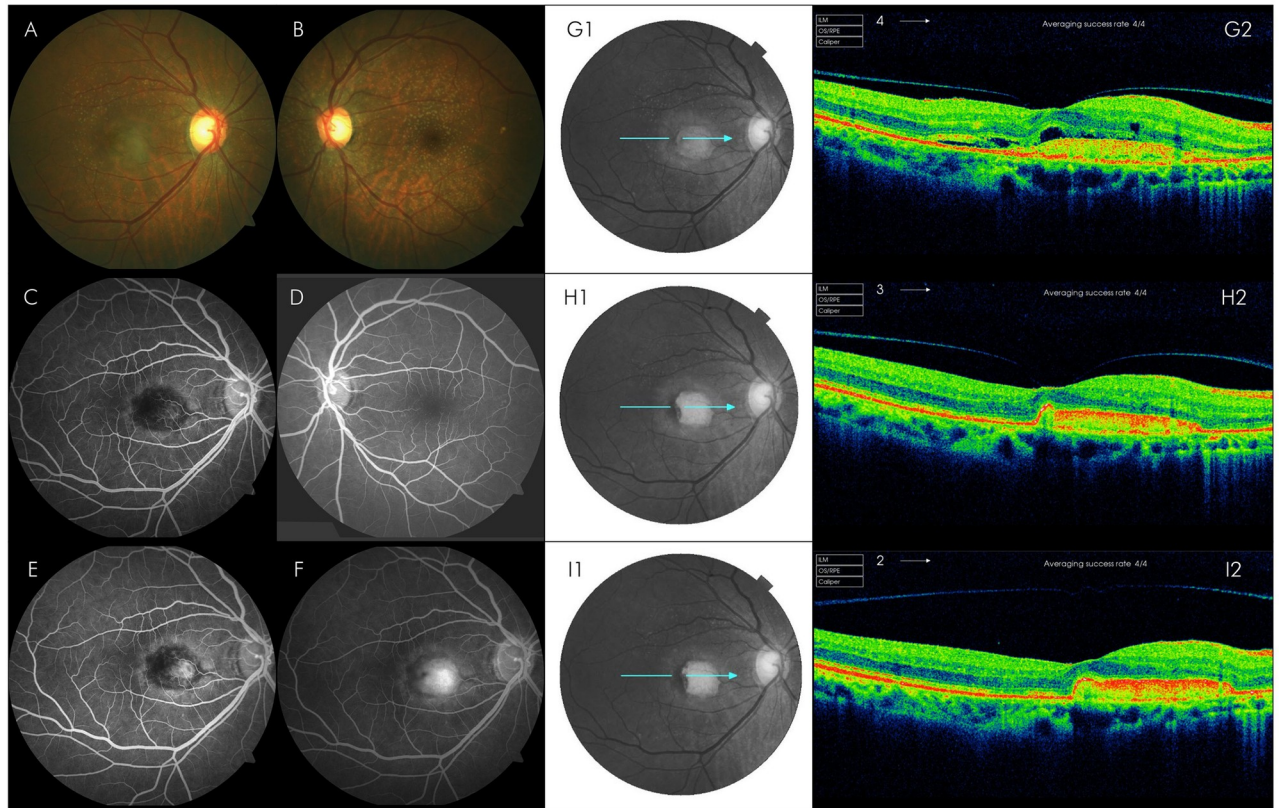 A
B
G1
ILM
OS/RPE
Caliper
4
Averaging success rate 4/4
G2
C
D
H1
ILM
OS/RPE
Caliper
3
Averaging success rate 4/4
H2
E
F
I1
ILM
OS/RPE
Caliper
2
Averaging success rate 4/4
I2